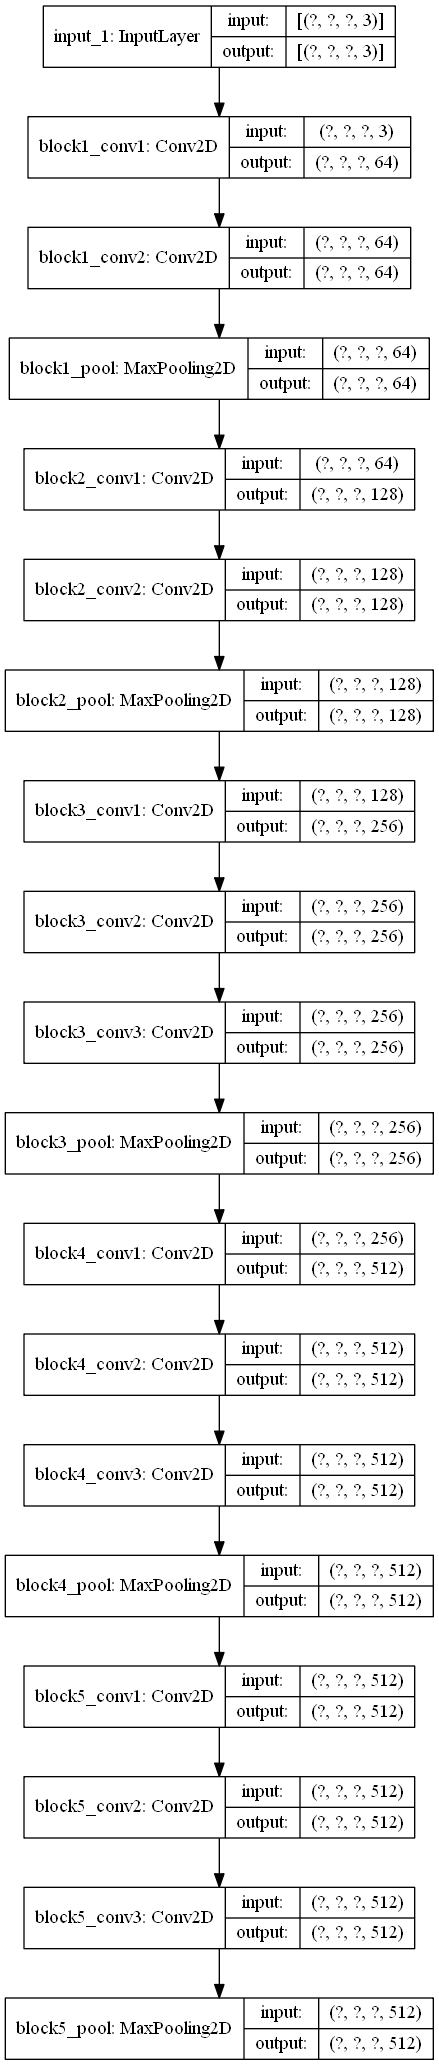 input_1: InputLayer
input:
[(?, ?, ?, 3)]
output:
[(?, ?, ?, 3)]
block1_conv1: Conv2D
input:
(?, ?, ?, 3)
output:
(?, ?, ?, 64)
block1_conv2: Conv2D
input:
(?, ?, ?, 64)
output:
(?, ?, ?, 64)
block1_pool: MaxPooling2D
input:
(?, ?, ?, 64)
output:
(?, ?, ?, 64)
block2_conv1: Conv2D
input:
(?, ?, ?, 64)
output:
(?, ?, ?, 128)
block2_conv2: Conv2D
input:
(?, ?, ?, 128)
output:
(?, ?, ?, 128)
block2_pool: MaxPooling2D
input:
(?, ?, ?, 128)
output:
(?, ?, ?, 128)
block3_conv1: Conv2D
input:
(?, ?, ?, 128)
output:
(?, ?, ?, 256)
block3_conv2: Conv2D
input:
(?, ?, ?, 256)
output:
(?, ?, ?, 256)
block3_conv3: Conv2D
input:
(?, ?, ?, 256)
output:
(?, ?, ?, 256)
block3_pool: MaxPooling2D
input:
(?, ?, ?, 256)
output:
(?, ?, ?, 256)
block4_conv1: Conv2D
input:
(?, ?, ?, 256)
output:
(?, ?, ?, 512)
block4_conv2: Conv2D
input:
(?, ?, ?, 512)
output:
(?, ?, ?, 512)
block4_conv3: Conv2D
input:
(?, ?, ?, 512)
output:
(?, ?, ?, 512)
block4_pool: MaxPooling2D
input:
(?, ?, ?, 512)
output:
(?, ?, ?, 512)
block5_conv1: Conv2D
input:
(?, ?, ?, 512)
output:
(?, ?, ?, 512)
block5_conv2: Conv2D
input:
(?, ?, ?, 512)
output:
(?, ?, ?, 512)
block5_conv3: Conv2D
input:
(?, ?, ?, 512)
output:
(?, ?, ?, 512)
block5_pool: MaxPooling2D
input:
(?, ?, ?, 512)
output:
(?, ?, ?, 512)